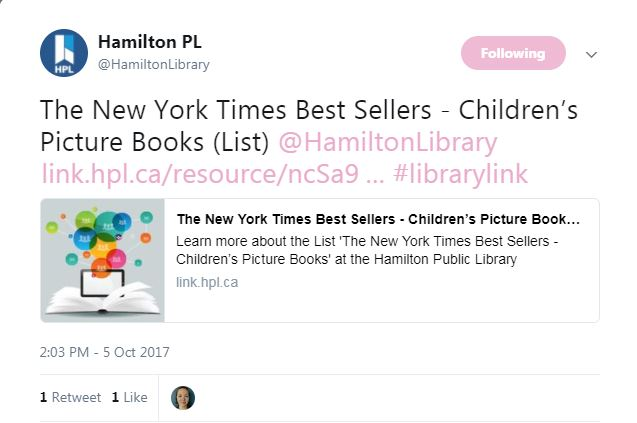 HPL
Hamilton PL
@HamiltonLibrary
Following
The New York Times Best Sellers - Children’s
Picture Books (List) @HamiltonLibrary
link.hpl.ca/resource/ncSa9 ... #librarylink
The New York Times Best Sellers - Children’s Picture Book...
Learn more about the List 'The New York Times Best Sellers -
Children’s Picture Books' at the Hamilton Public Library
link.hpl.ca
2:03 PM - 5 Oct 2017
1 Retweet 1 Like